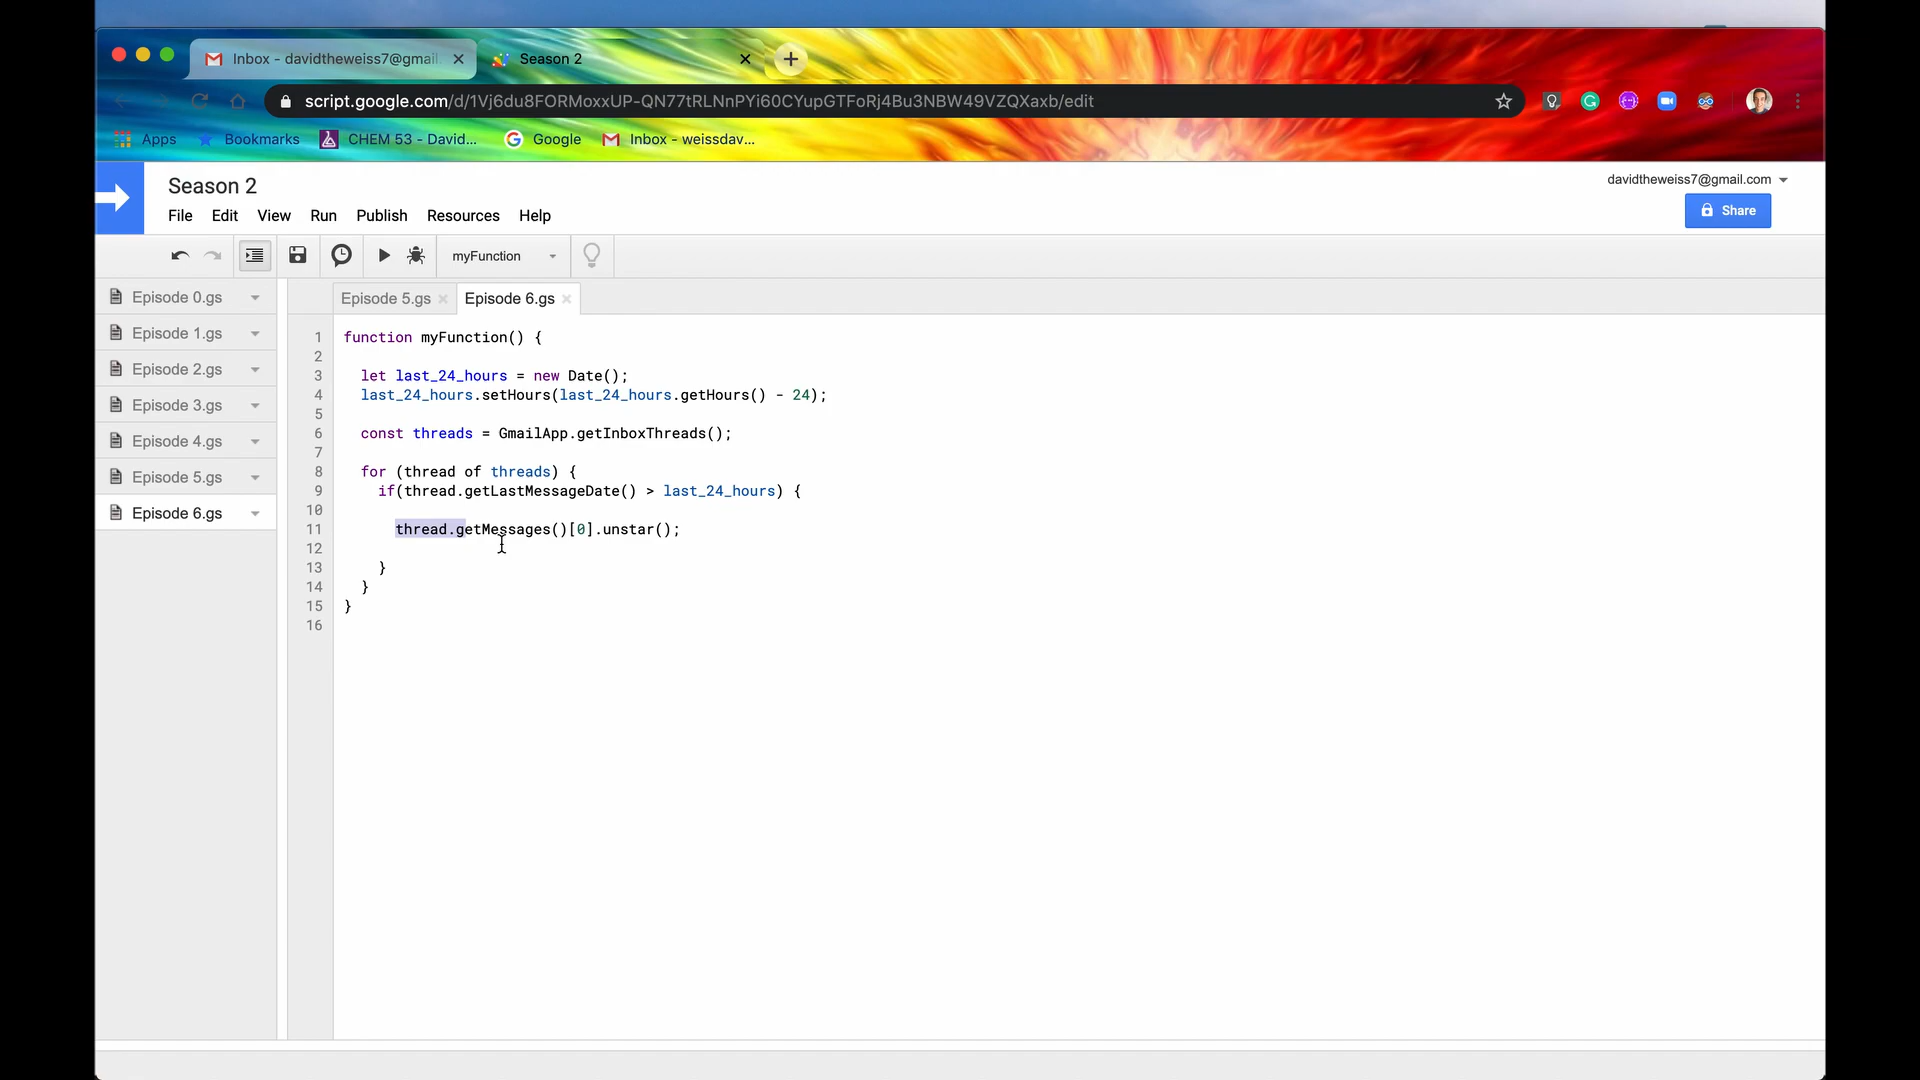 Inbox - davidtheweiss7@gmail.
Season 2
script.google.com/d/1Vj6du8FORMoxxUP-QN77tRLNnPYi60CYupGTFoRj4Bu3NBW49VZQXaxb/edit
Apps Bookmarks CHEM 53 - David... Google Inbox - weissdav...
Season 2
davidtheweiss7@gmail.com
File Edit View Run Publish Resources Help
Share
myFunction
Episode 0.gs
Episode 1.gs
Episode 2.gs
Episode 3.gs
Episode 4.gs
Episode 5.gs
Episode 6.gs
Episode 5.gs Episode 6.gs
1 function myFunction() {
2
3 let last_24_hours = new Date();
4 last_24_hours.setHours(last_24_hours.getHours() - 24);
5
6 const threads = GmailApp.getInboxThreads();
7
8 for (thread of threads) {
9 if(thread.getLastMessageDate() > last_24_hours) {
10
11 thread.getMessages()[0].unstar();
12
13 }
14 }
15 }
16